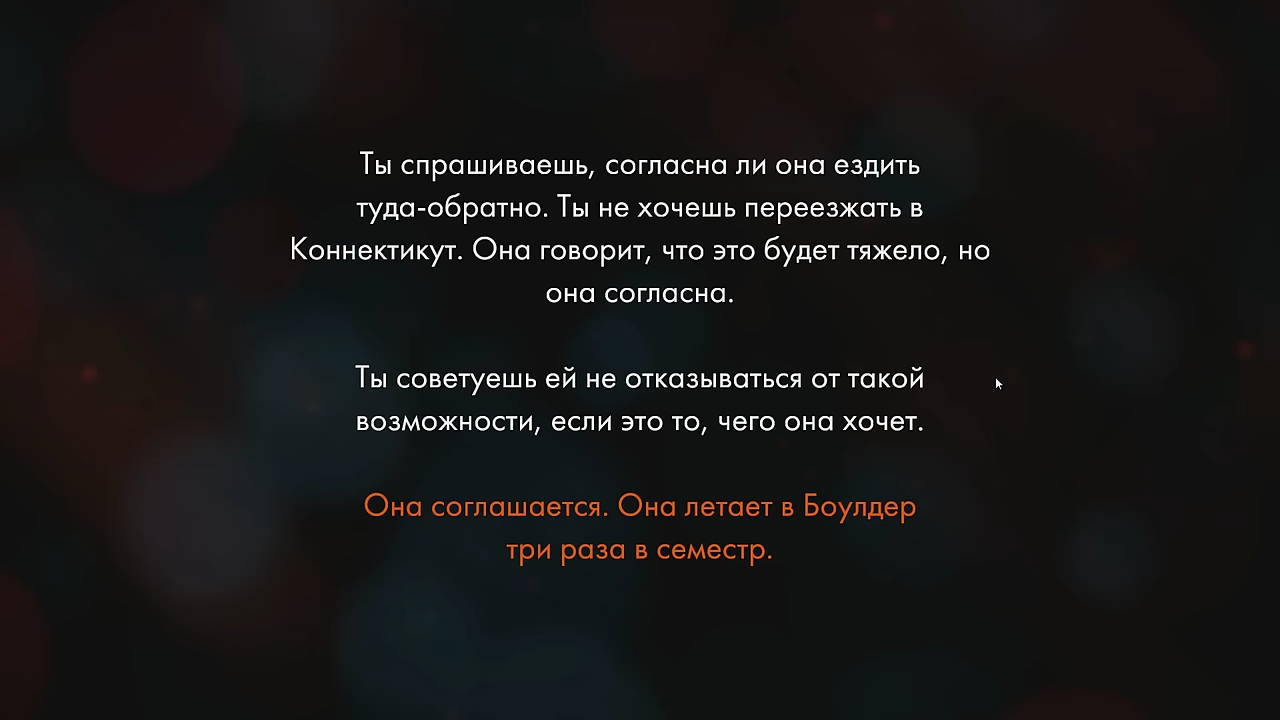 Ты спрашиваешь, согласна ли она ездить
туда-обратно. Ты не хочешь переезжать в
Коннектикут. Она говорит, что это будет тяжело, но
она согласна.
Ты советуешь ей не отказываться от такой
возможности, если это то, чего она хочет.
Она соглашается. Она летает в Боулдер
три раза в семестр.